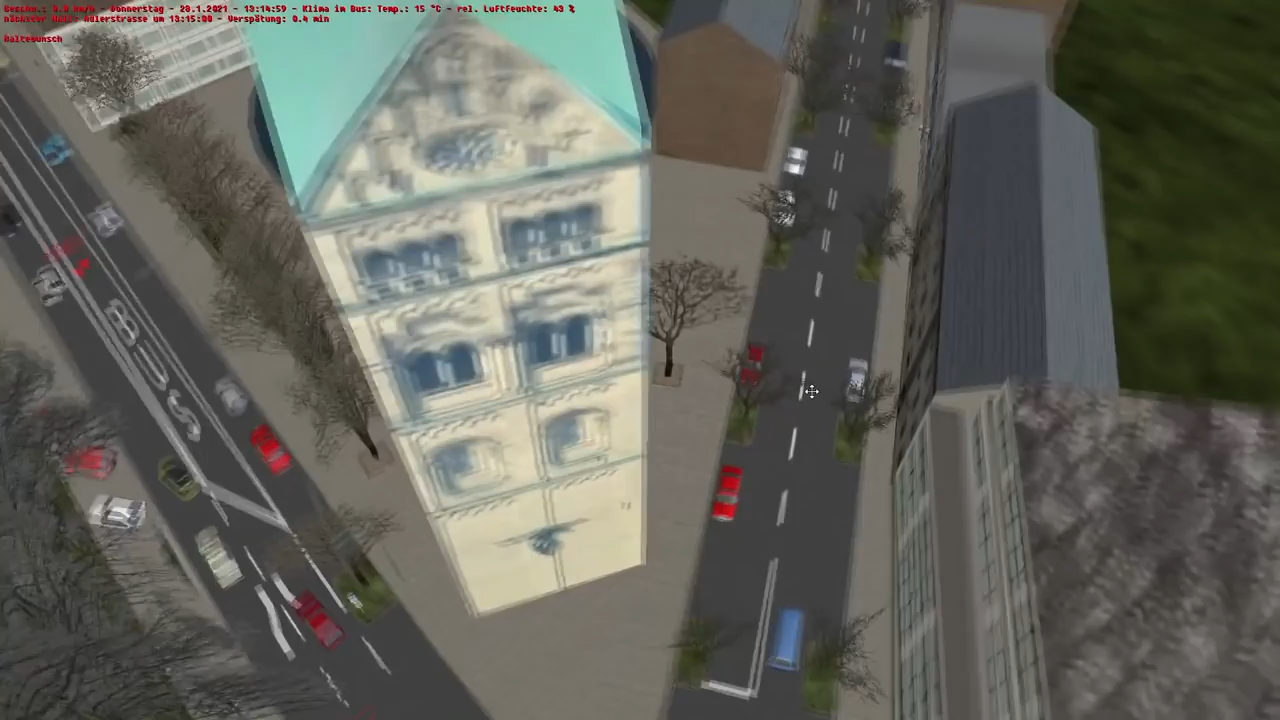 Geschw.: 0.0 km/h - Donnerstag - 28.1.2021 - 13:14:59 - Klima im Bus: Temp.: 15 °C - rel. Luftfeuchte: 43 %
nächster Halt: Adlerstrasse um 13:15:00 - Verspätung: 0.4 min
Haltewunsch
BUS